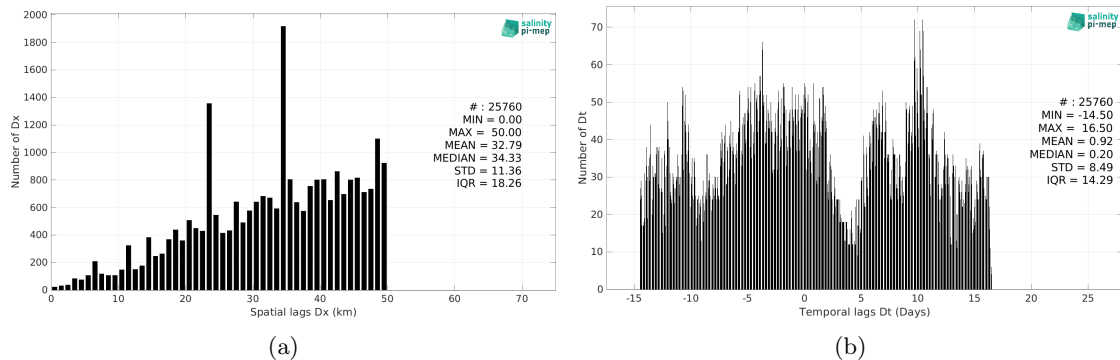 2000
1800
1600
1400
1200
1000
800
600
400
200
0
Number of Dx
0 10 20 30 40 50 60 70
Spatial lags Dx (km)
salinity
pi-mep
# : 25760
MIN = 0.00
MAX = 50.00
MEAN = 32.79
MEDIAN = 34.33
STD = 11.36
IQR = 18.26
(a)
70
60
50
40
30
20
10
0
Number of Dt
-15 -10 -5 0 5 10 15 20 25
Temporal lags Dt (Days)
salinity
pi-mep
# : 25760
MIN = -14.50
MAX = 16.50
MEAN = 0.92
MEDIAN = 0.20
STD = 8.49
IQR = 14.29
(b)